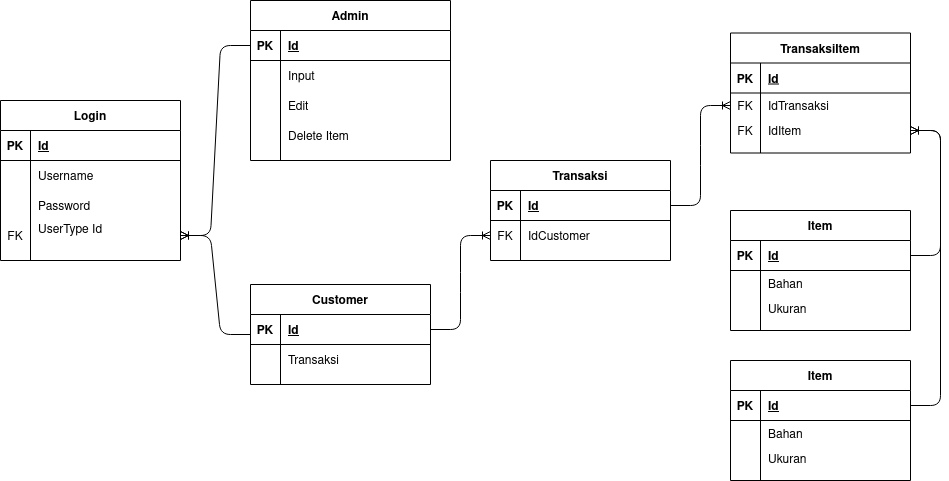 Admin
PK Id
Input
Edit
Delete Item
Login
PK Id
Username
Password
FK UserType Id
Customer
PK Id
Transaksi
Transaksi
PK Id
FK IdCustomer
TransaksiItem
PK Id
FK IdTransaksi
FK IdItem
Item
PK Id
Bahan
Ukuran
Item
PK Id
Bahan
Ukuran